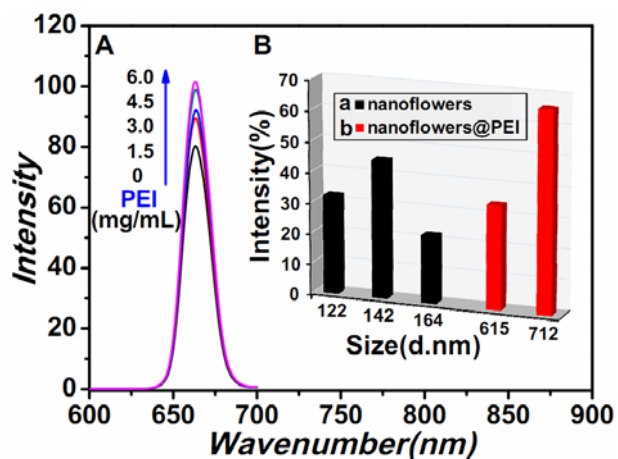 A
B
120
100
80
60
40
20
0
Intensity
6.0
4.5
3.0
1.5
0
PEI
(mg/mL)
600 650 700 750 800 850 900
Wavenumber(nm)
70
60
50
40
30
20
10
0
Intensity(%)
a nanoflowers
b nanoflowers@PEI
122 142 164 615 712
Size(d.nm)